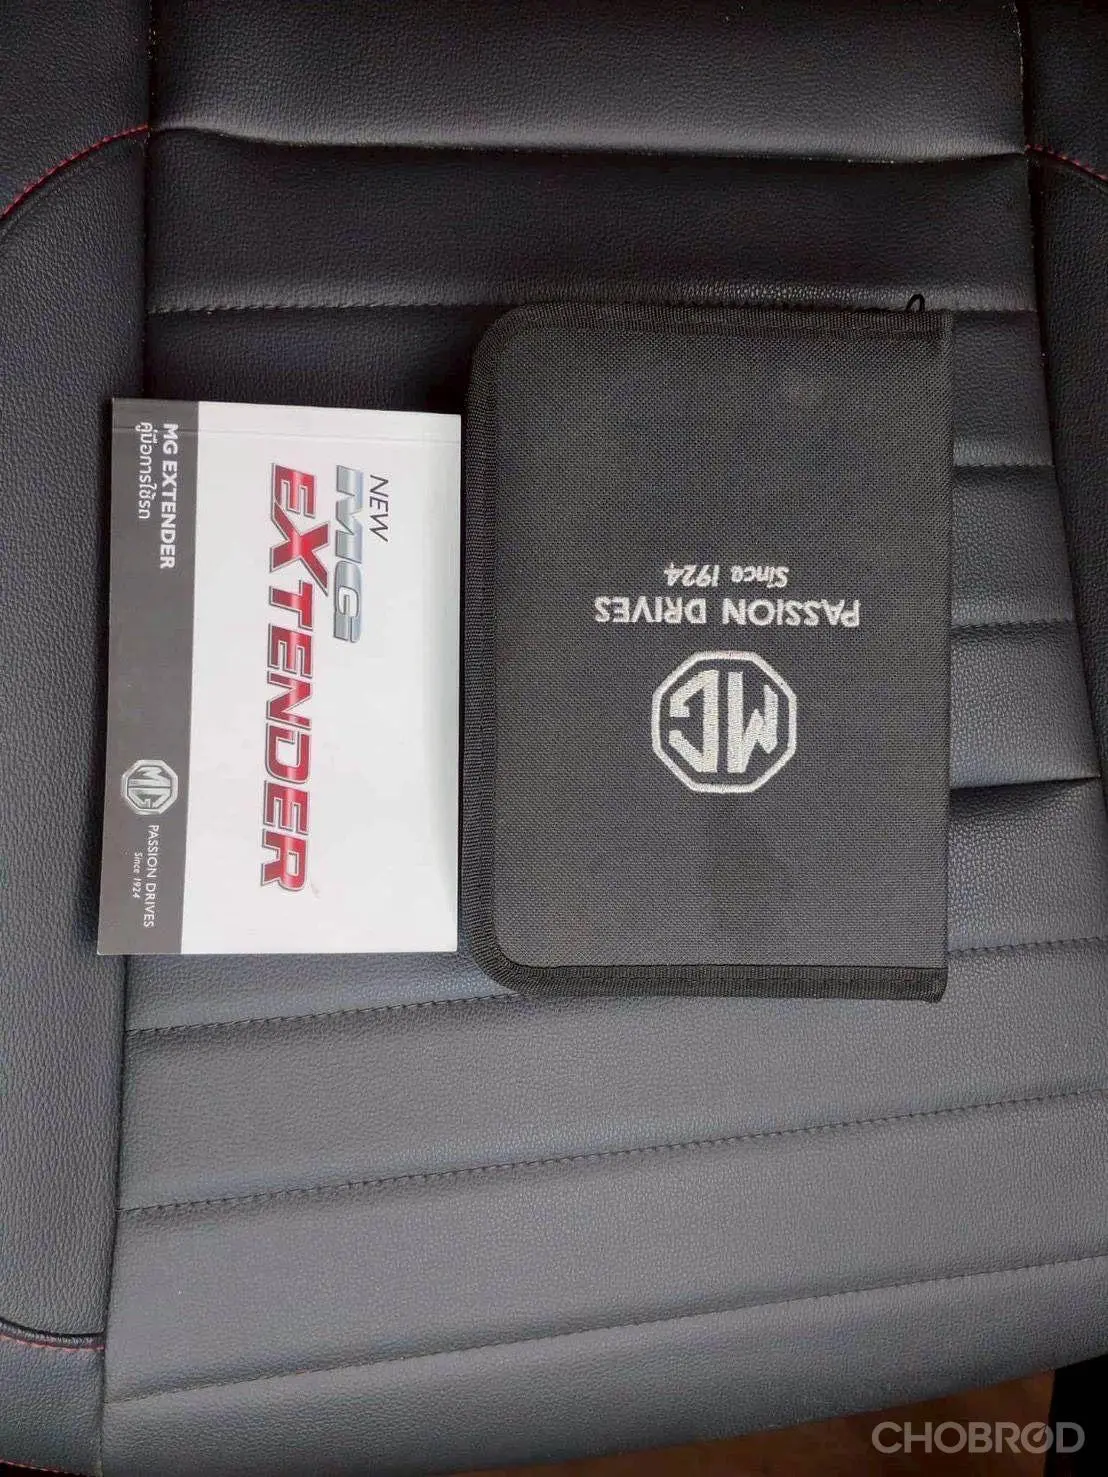 MG EXTENDER
คู่มือการใช้รถ
NEW
MG
EXTENDER
MG
PASSION DRIVES
Since 1924
MG
PASSION DRIVES
Since 1924
CHOBROD